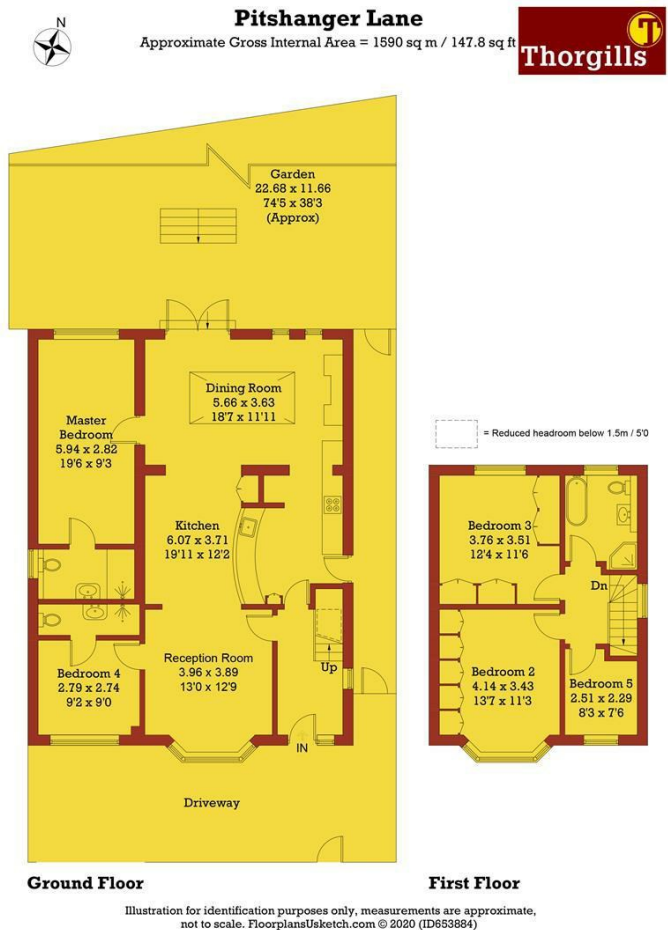 N
Pitshanger Lane
Approximate Gross Internal Area = 1590 sq m / 147.8 sq ft
T
Thorgills
Garden
22.68 x 11.66
74'5 x 38'3
(Approx)
Dining Room
5.66 x 3.63
18'7 x 11'11
Master
Bedroom
5.94 x 2.82
19'6 x 9'3
= Reduced headroom below 1.5m / 5'0
Kitchen
6.07 x 3.71
19'11 x 12'2
Bedroom 3
3.76 x 3.51
12'4 x 11'6
Dn
Reception Room
3.96 x 3.89
13'0 x 12'9
Up
Bedroom 4
2.79 x 2.74
9'2 x 9'0
IN
Bedroom 2
4.14 x 3.43
13'7 x 11'3
Bedroom 5
2.51 x 2.29
8'3 x 7'6
Driveway
Ground Floor
First Floor
Illustration for identification purposes only, measurements are approximate,
not to scale. FloorplansUsketch.com © 2020 (ID653884)